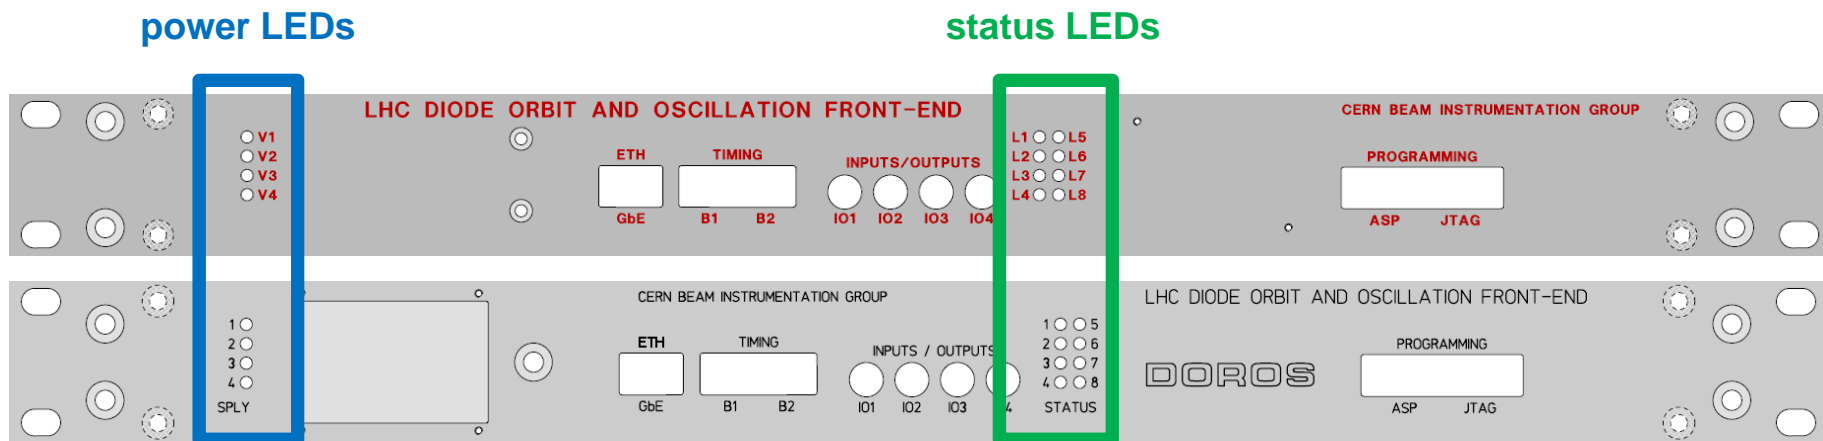 power LEDs status LEDs
LHC DIODE ORBIT AND OSCILLATION FRONT-END CERN BEAM INSTRUMENTATION GROUP
V1 L1 L5
V2 ETH TIMING INPUTS/OUTPUTS L2 L6 PROGRAMMING
V3 L3 L7
V4 L4 L8
GbE B1 B2 IO1 IO2 IO3 IO4 ASP JTAG
CERN BEAM INSTRUMENTATION GROUP LHC DIODE ORBIT AND OSCILLATION FRONT-END
1 1 5
2 ETH TIMING INPUTS / OUTPUTS 2 6 PROGRAMMING
3 3 7
4 4 8 DOROS
SPLY GbE B1 B2 IO1 IO2 IO3 4 STATUS ASP JTAG